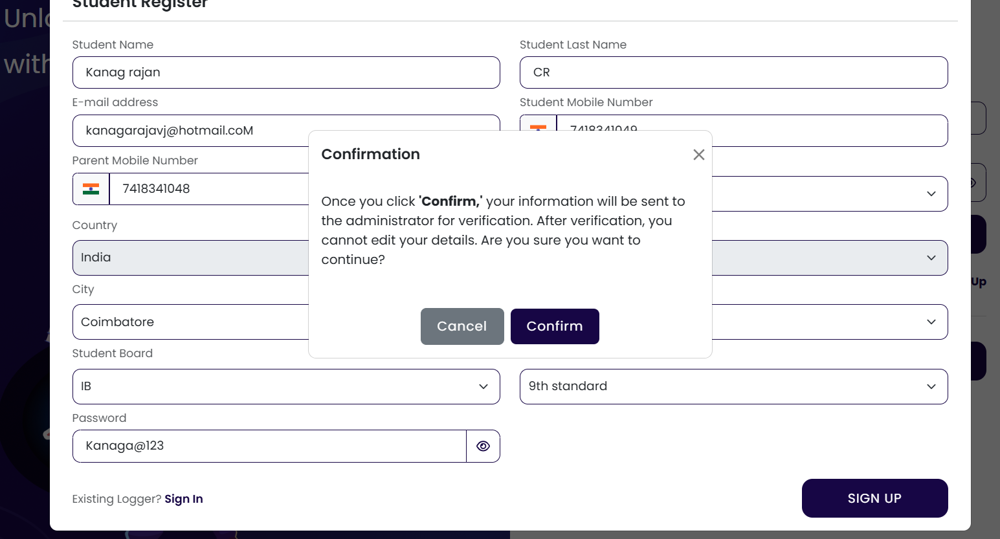 Unlo
with
Student Register
Student Name
Student Last Name
Kanag rajan
CR
E-mail address
Student Mobile Number
kanagarajavj@hotmail.coM
7418341049
Parent Mobile Number
7418341048
Confirmation
Once you click 'Confirm,' your information will be sent to
the administrator for verification. After verification, you
cannot edit your details. Are you sure you want to
continue?
Cancel
Confirm
Country
India
City
Coimbatore
Up
Student Board
IB
9th standard
Password
Kanaga@123
Existing Logger? Sign In
SIGN UP